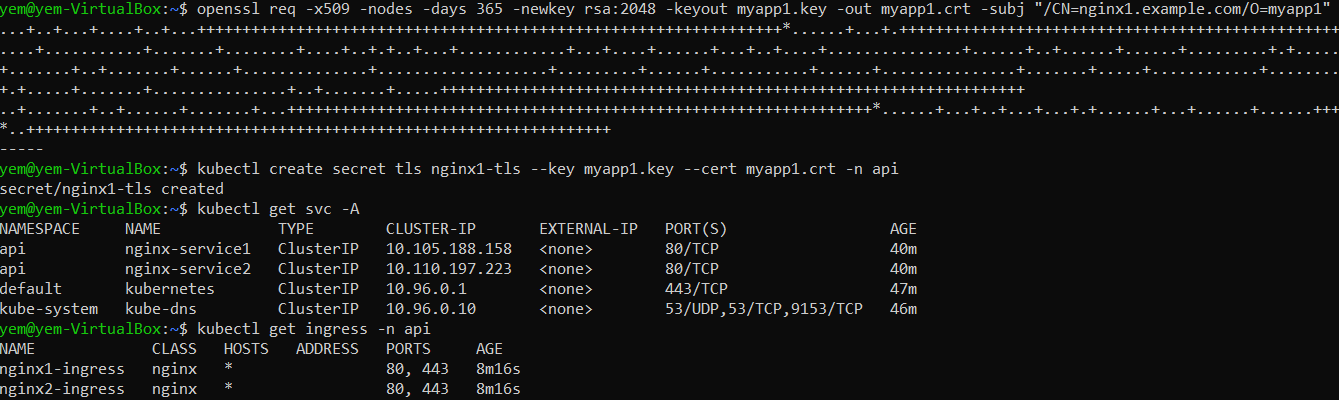 yem@yem-VirtualBox:~$ openssl req -x509 -nodes -days 365 -newkey rsa:2048 -keyout myapp1.key -out myapp1.crt -subj "/CN=nginx1.example.com/O=myapp1"
-----
yem@yem-VirtualBox:~$ kubectl create secret tls nginx1-tls --key myapp1.key --cert myapp1.crt -n api
secret/nginx1-tls created
yem@yem-VirtualBox:~$ kubectl get svc -A
NAMESPACE     NAME             TYPE        CLUSTER-IP       EXTERNAL-IP   PORT(S)                  AGE
api           nginx-service1   ClusterIP   10.105.188.158   <none>        80/TCP                   40m
api           nginx-service2   ClusterIP   10.110.197.223   <none>        80/TCP                   40m
default       kubernetes       ClusterIP   10.96.0.1        <none>        443/TCP                  47m
kube-system   kube-dns         ClusterIP   10.96.0.10       <none>        53/UDP,53/TCP,9153/TCP   46m
yem@yem-VirtualBox:~$ kubectl get ingress -n api
NAME             CLASS   HOSTS   ADDRESS   PORTS     AGE
nginx1-ingress   nginx   *                 80, 443   8m16s
nginx2-ingress   nginx   *                 80, 443   8m16s